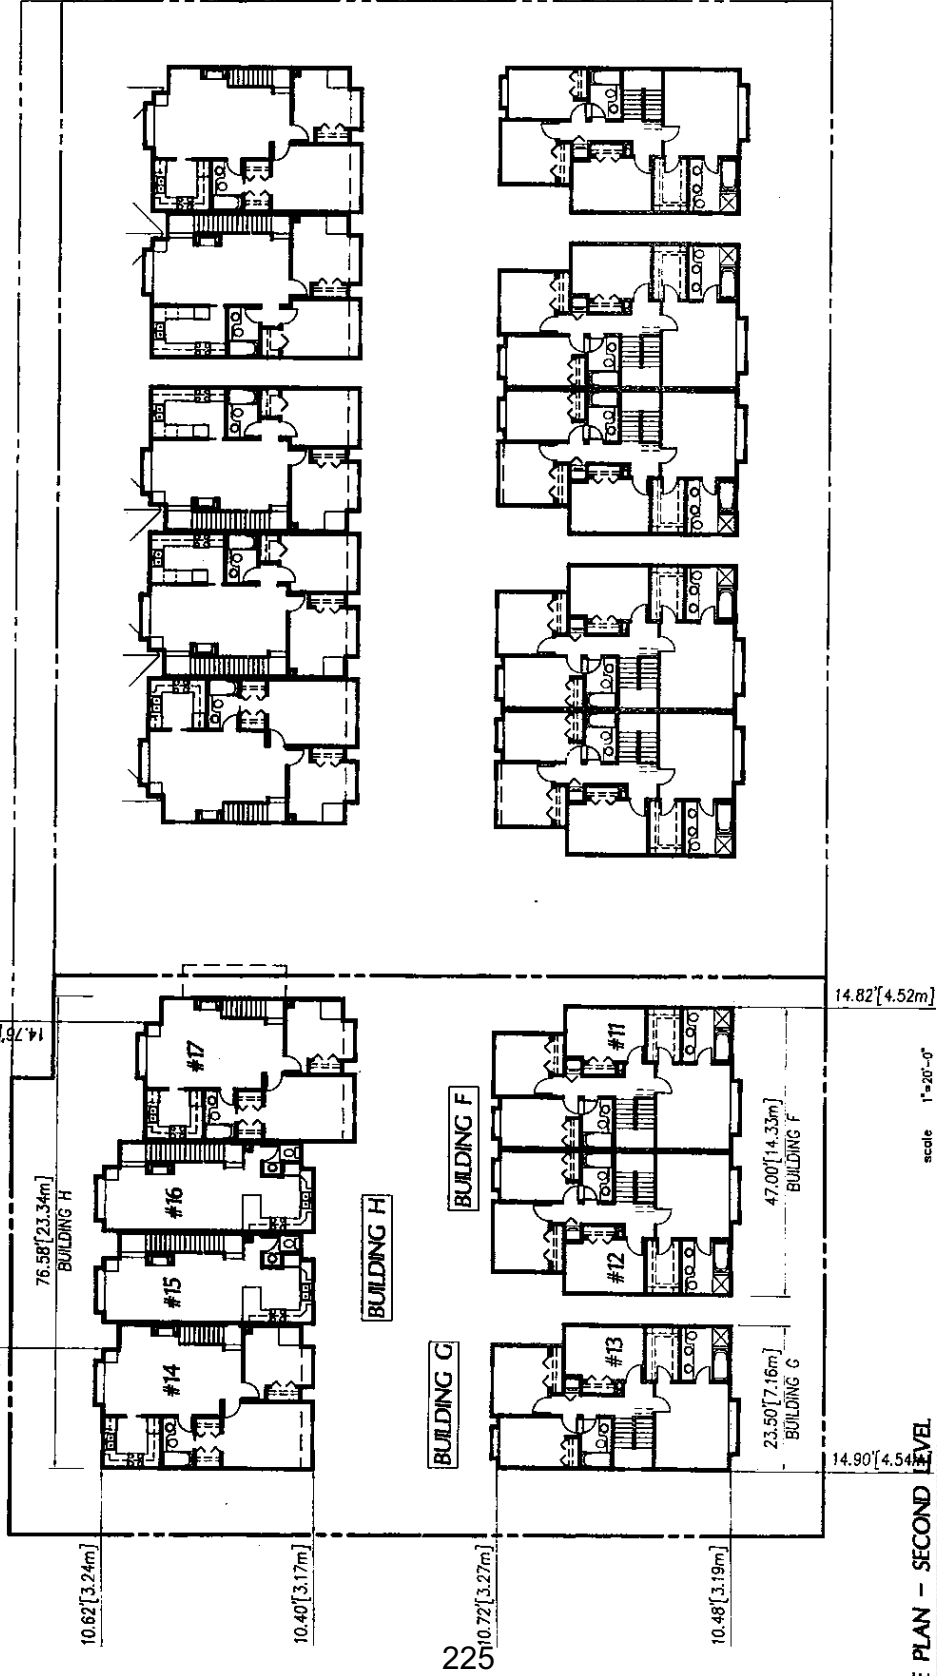 14.76'
14.82'[4.52m]
#17
#11
BUILDING F
47.00'[14.33m]
BUILDING F
scale 1"=20'-0"
76.58'[23.34m]
BUILDING H
#16
#15
BUILDING H
#12
#14
BUILDING G
#13
23.50'[7.16m]
BUILDING G
14.90'[4.54m]
10.62'[3.24m]
10.40'[3.17m]
10.72'[3.27m]
10.48'[3.19m]
PLAN - SECOND LEVEL
225